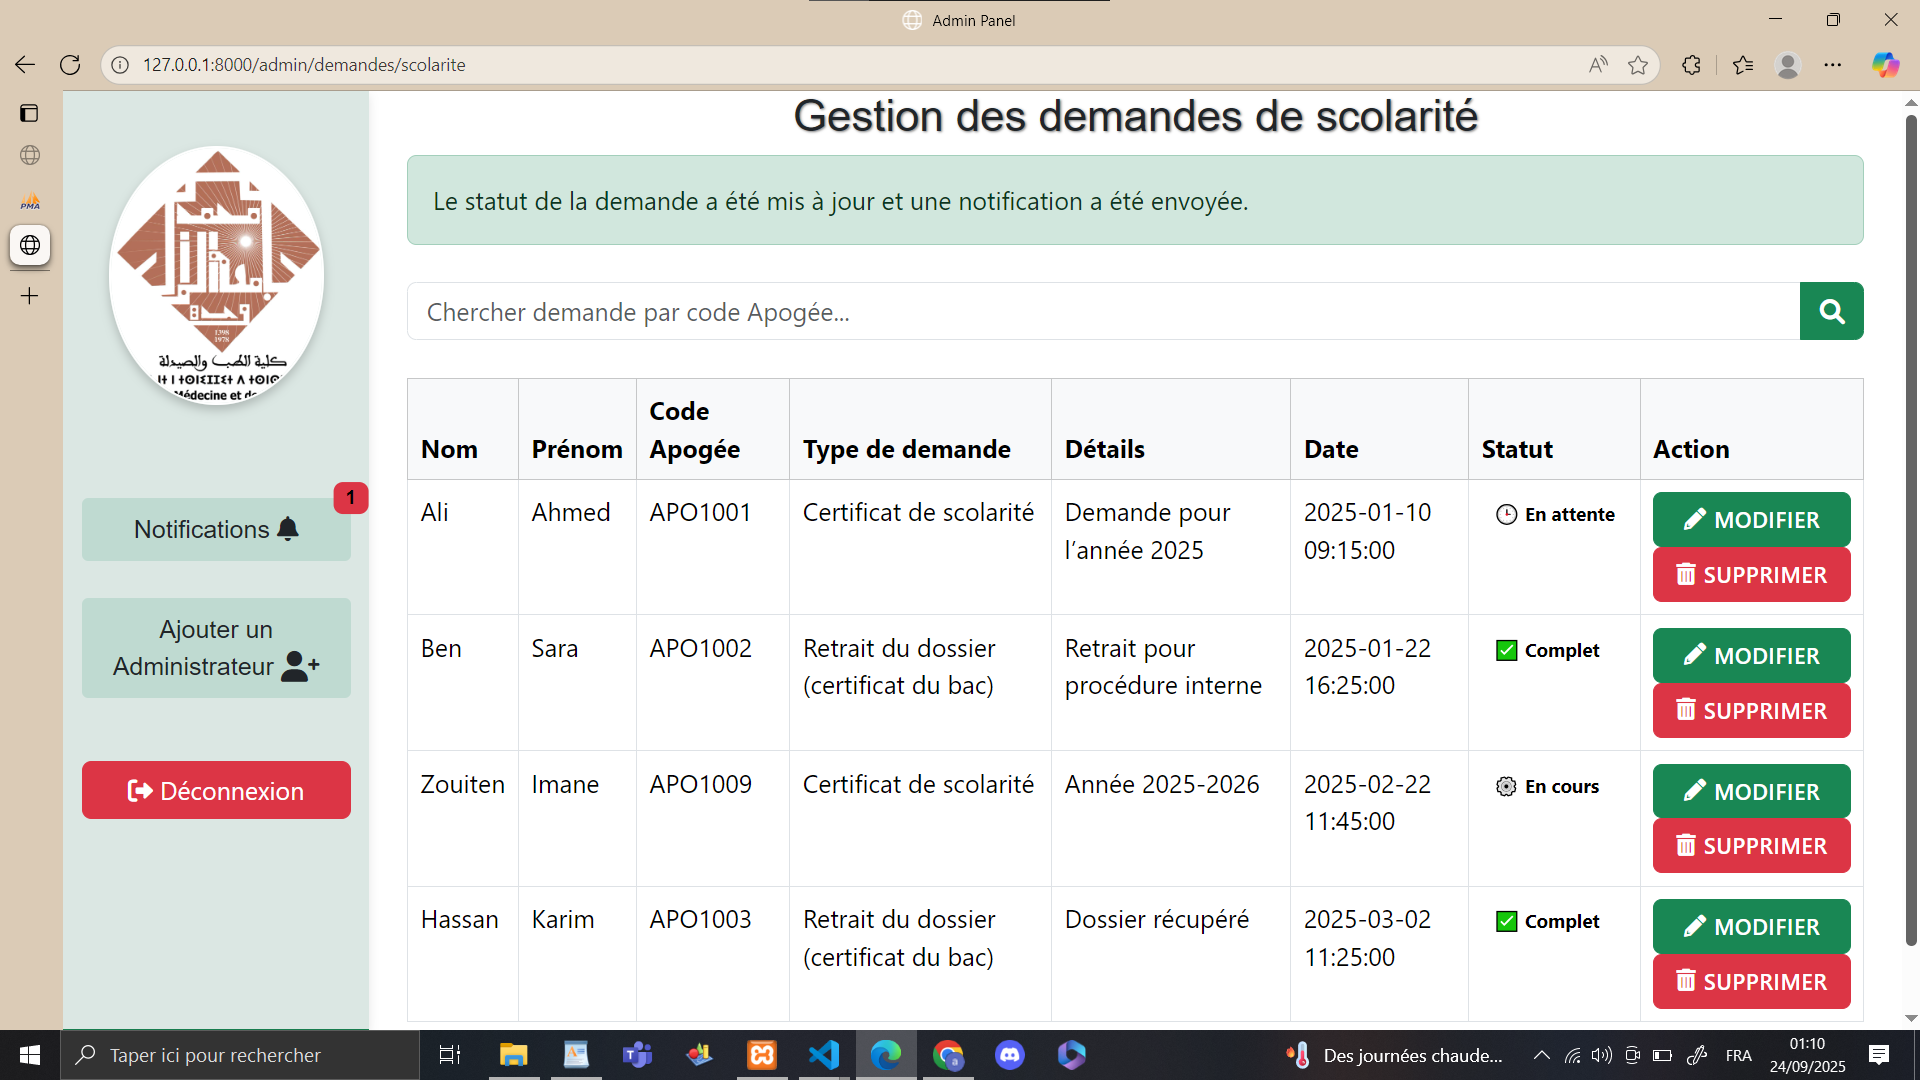 Admin Panel
127.0.0.1:8000/admin/demandes/scolarite
PMA
1398
1978
كلية الطب والصيدلة
Médecine et de
Notifications
1
Ajouter un
Administrateur
Déconnexion
Gestion des demandes de scolarité
Le statut de la demande a été mis à jour et une notification a été envoyée.
Chercher demande par code Apogée...
Nom Prénom Code Apogée Type de demande Détails Date Statut Action
Ali Ahmed APO1001 Certificat de scolarité Demande pour 2025-01-10 En attente MODIFIER
l’année 2025 09:15:00 SUPPRIMER
Ben Sara APO1002 Retrait du dossier Retrait pour 2025-01-22 Complet MODIFIER
(certificat du bac) procédure interne 16:25:00 SUPPRIMER
Zouiten Imane APO1009 Certificat de scolarité Année 2025-2026 2025-02-22 En cours MODIFIER
11:45:00 SUPPRIMER
Hassan Karim APO1003 Retrait du dossier Dossier récupéré 2025-03-02 Complet MODIFIER
(certificat du bac) 11:25:00 SUPPRIMER
Taper ici pour rechercher
Des journées chaude...
FRA
01:10
24/09/2025